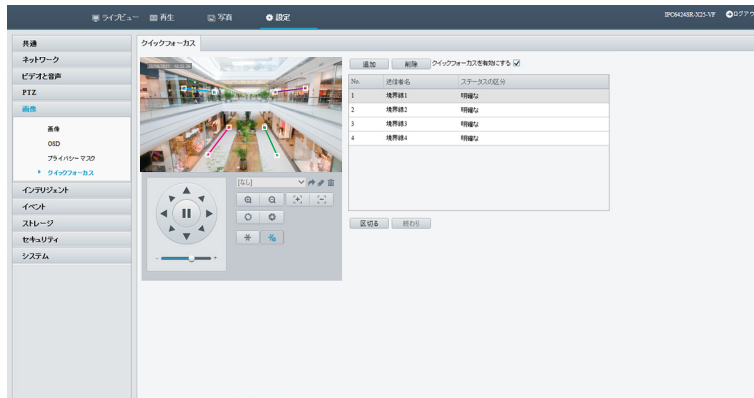 ライブビュー 再生 写真 設定
IPC6424SR-X25-VF ログアウ
共通
ネットワーク
ビデオと音声
PTZ
画像
画像
OSD
プライバシーマスク
クイックフォーカス
インテリジェント
イベント
ストレージ
セキュリティ
システム
クイックフォーカス
[なし]
追加 削除 クイックフォーカスを有効にする
No. 送信者名 ステータスの区分
1 境界線1 明確な
2 境界線2 明確な
3 境界線3 明確な
4 境界線4 明確な
区切る 終わり